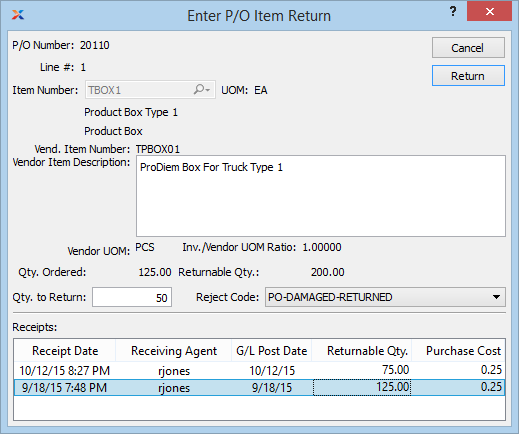 Enter P/O Item Return
?
P/O Number: 20110
Cancel
Line #: 1
Return
Item Number: TBOX1 UOM: EA
Product Box Type 1
Product Box
Vend. Item Number: TPBOX01
Vendor Item Description: ProDiem Box For Truck Type 1
Vendor UOM: PCS Inv./Vendor UOM Ratio: 1.00000
Qty. Ordered: 125.00 Returnable Qty.: 200.00
Qty. to Return: 50 Reject Code: PO-DAMAGED-RETURNED
Receipts:
Receipt Date Receiving Agent G/L Post Date Returnable Qty. Purchase Cost
10/12/15 8:27 PM rjones 10/12/15 75.00 0.25
9/18/15 7:48 PM rjones 9/18/15 125.00 0.25